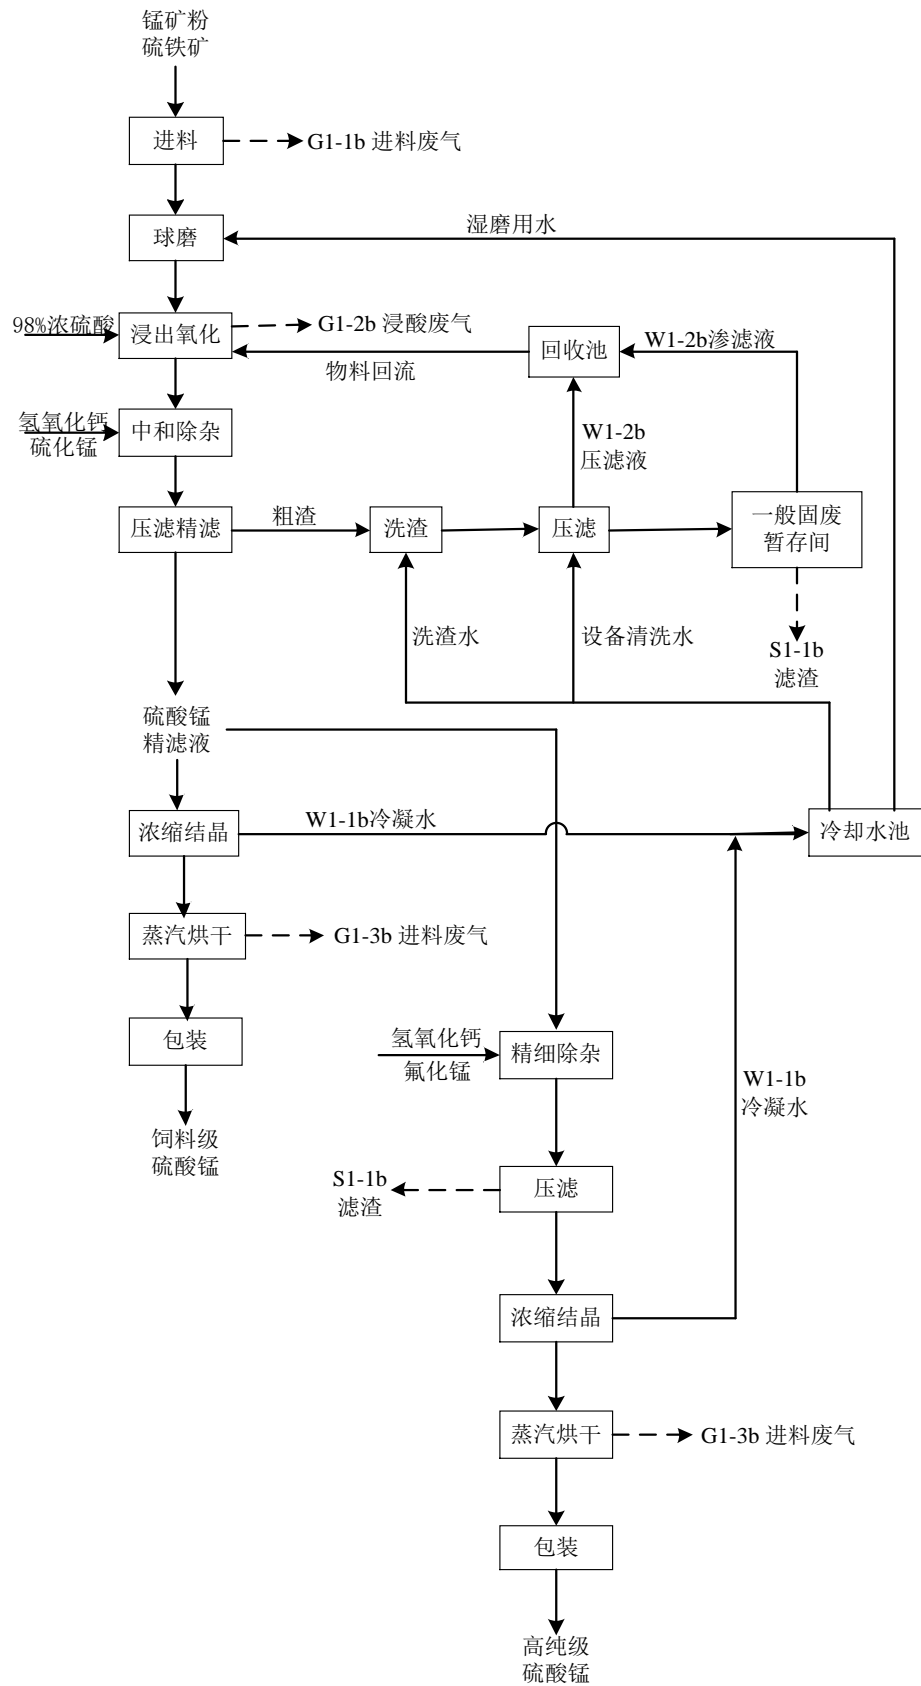 锰矿粉
硫铁矿
进料
G1-1b 进料废气
球磨
湿磨用水
98%浓硫酸
浸出氧化
G1-2b 浸酸废气
物料回流
回收池
W1-2b渗滤液
氢氧化钙
硫化锰
中和除杂
W1-2b
压滤液
压滤精滤
粗渣
洗渣
压滤
一般固废
暂存间
洗渣水
设备清洗水
S1-1b
滤渣
硫酸锰
精滤液
浓缩结晶
W1-1b冷凝水
冷却水池
蒸汽烘干
G1-3b 进料废气
包装
氢氧化钙
氟化锰
精细除杂
W1-1b
冷凝水
饲料级
硫酸锰
S1-1b
滤渣
压滤
浓缩结晶
蒸汽烘干
G1-3b 进料废气
包装
高纯级
硫酸锰